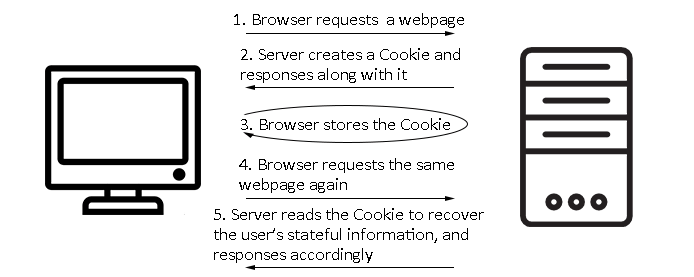 1. Browser requests a webpage
2. Server creates a Cookie and
responses along with it
3. Browser stores the Cookie
4. Browser requests the same
webpage again
5. Server reads the Cookie to recover
the user's stateful information, and
responses accordingly